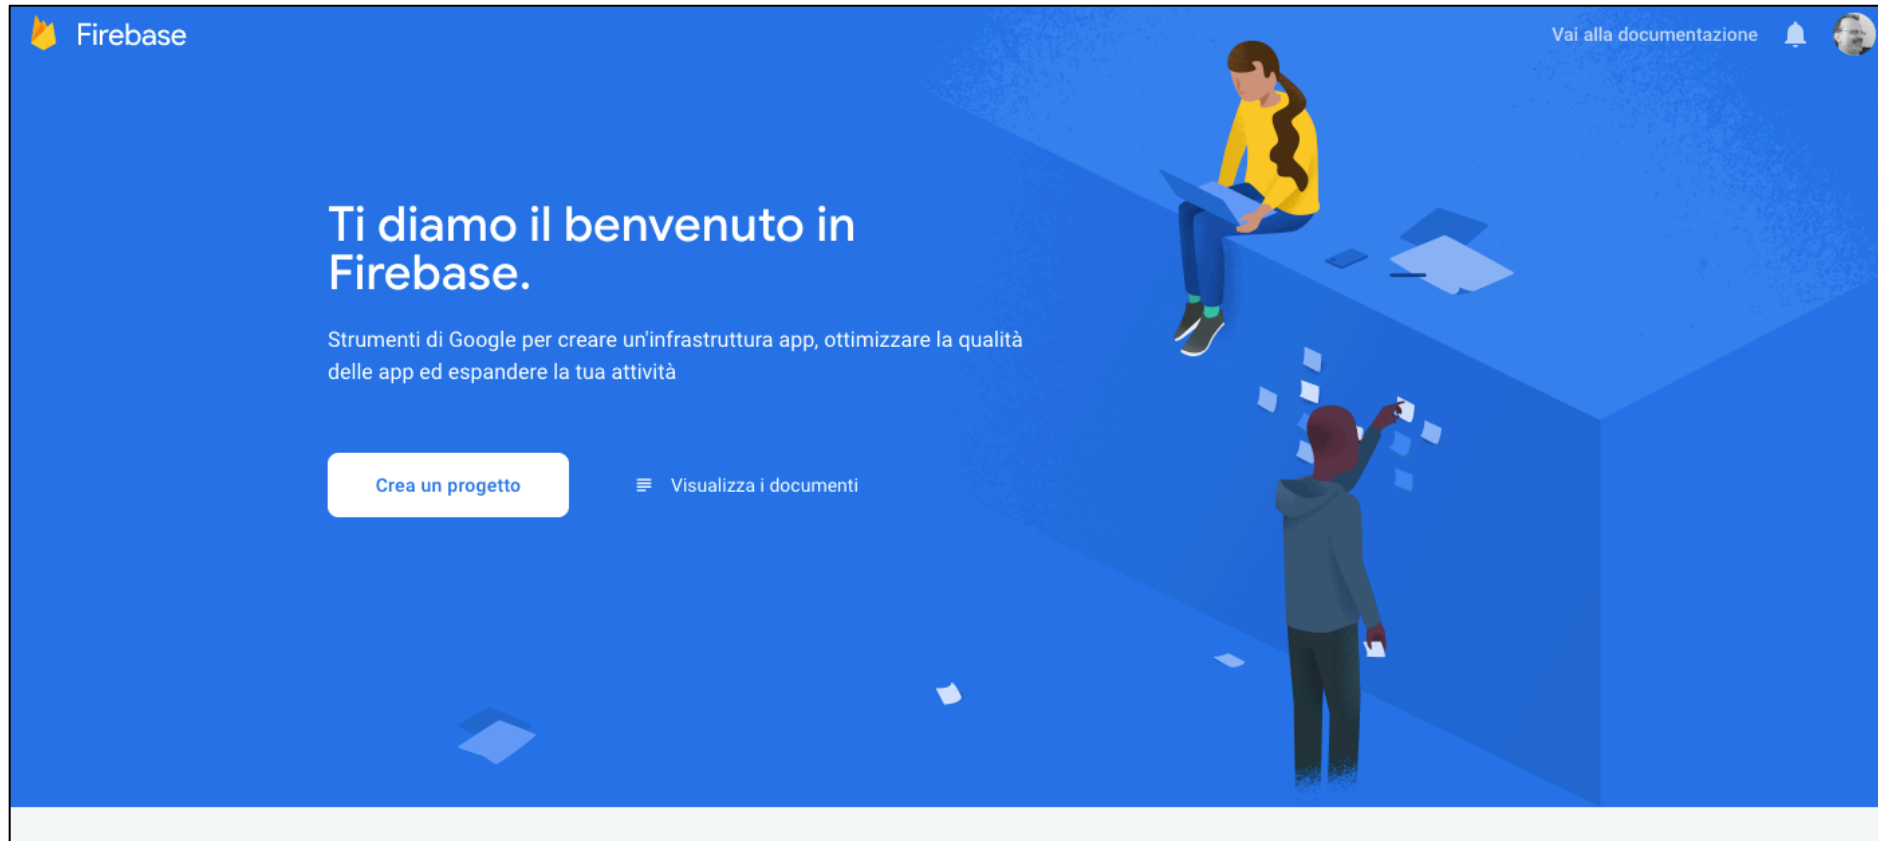 Firebase
Vai alla documentazione
Ti diamo il benvenuto in
Firebase.
Strumenti di Google per creare un'infrastruttura app, ottimizzare la qualità
delle app ed espandere la tua attività
Crea un progetto
Visualizza i documenti